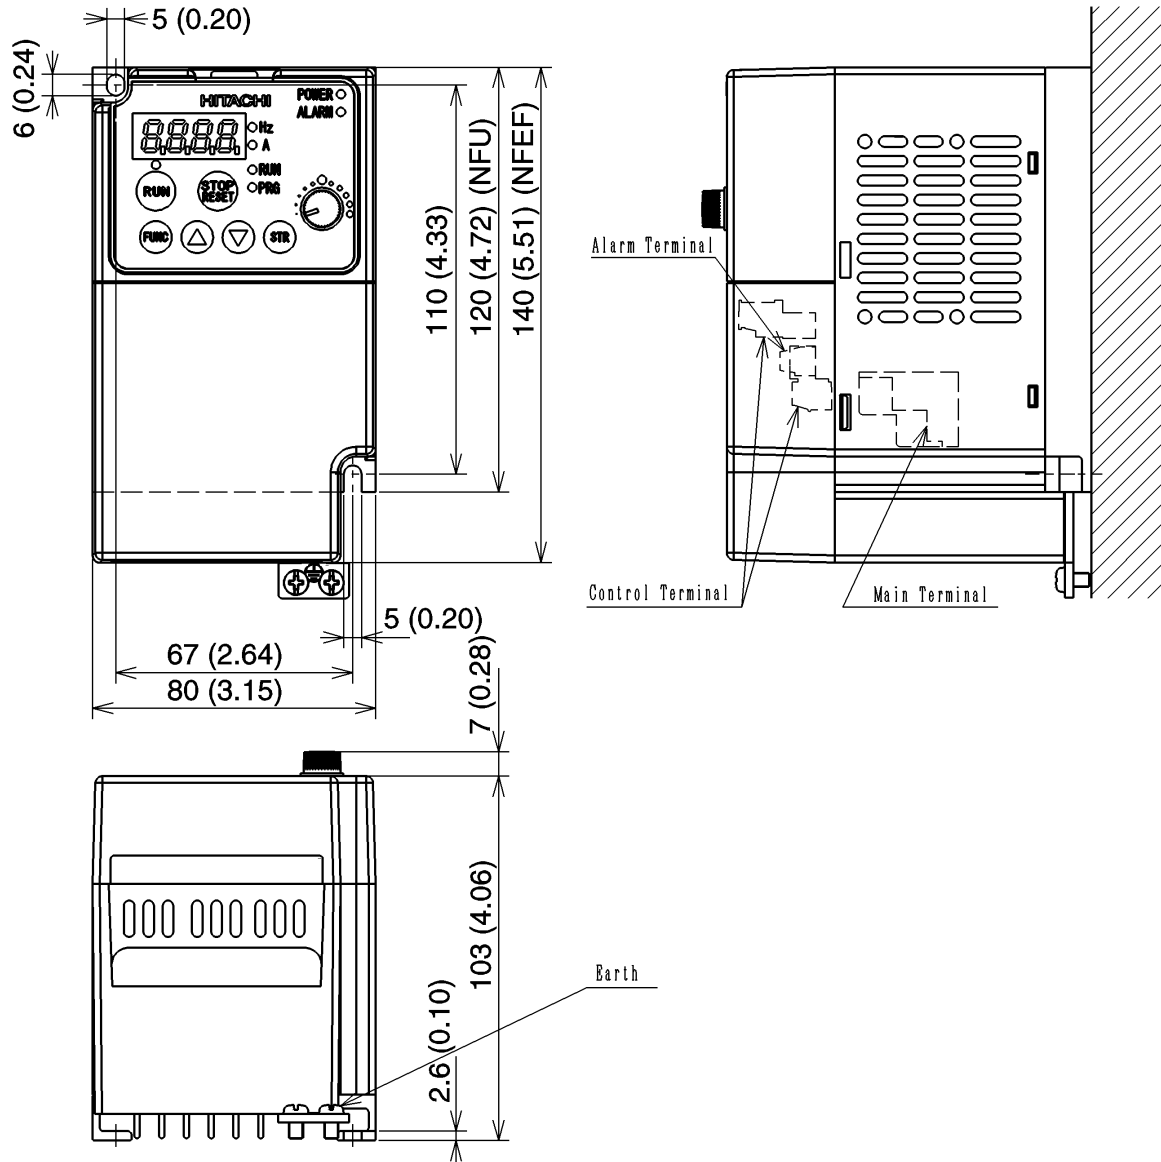 5 (0.20)
6 (0.24)
HITACHI
POWER
ALARM
8.8.8.8.
Hz
A
RUN
PRG
RUN
STOP
RESET
FUNC
STR
110 (4.33)
120 (4.72) (NFU)
140 (5.51) (NFEF)
Alarm Terminal
Control Terminal
Main Terminal
5 (0.20)
67 (2.64)
80 (3.15)
7 (0.28)
103 (4.06)
2.6 (0.10)
Earth